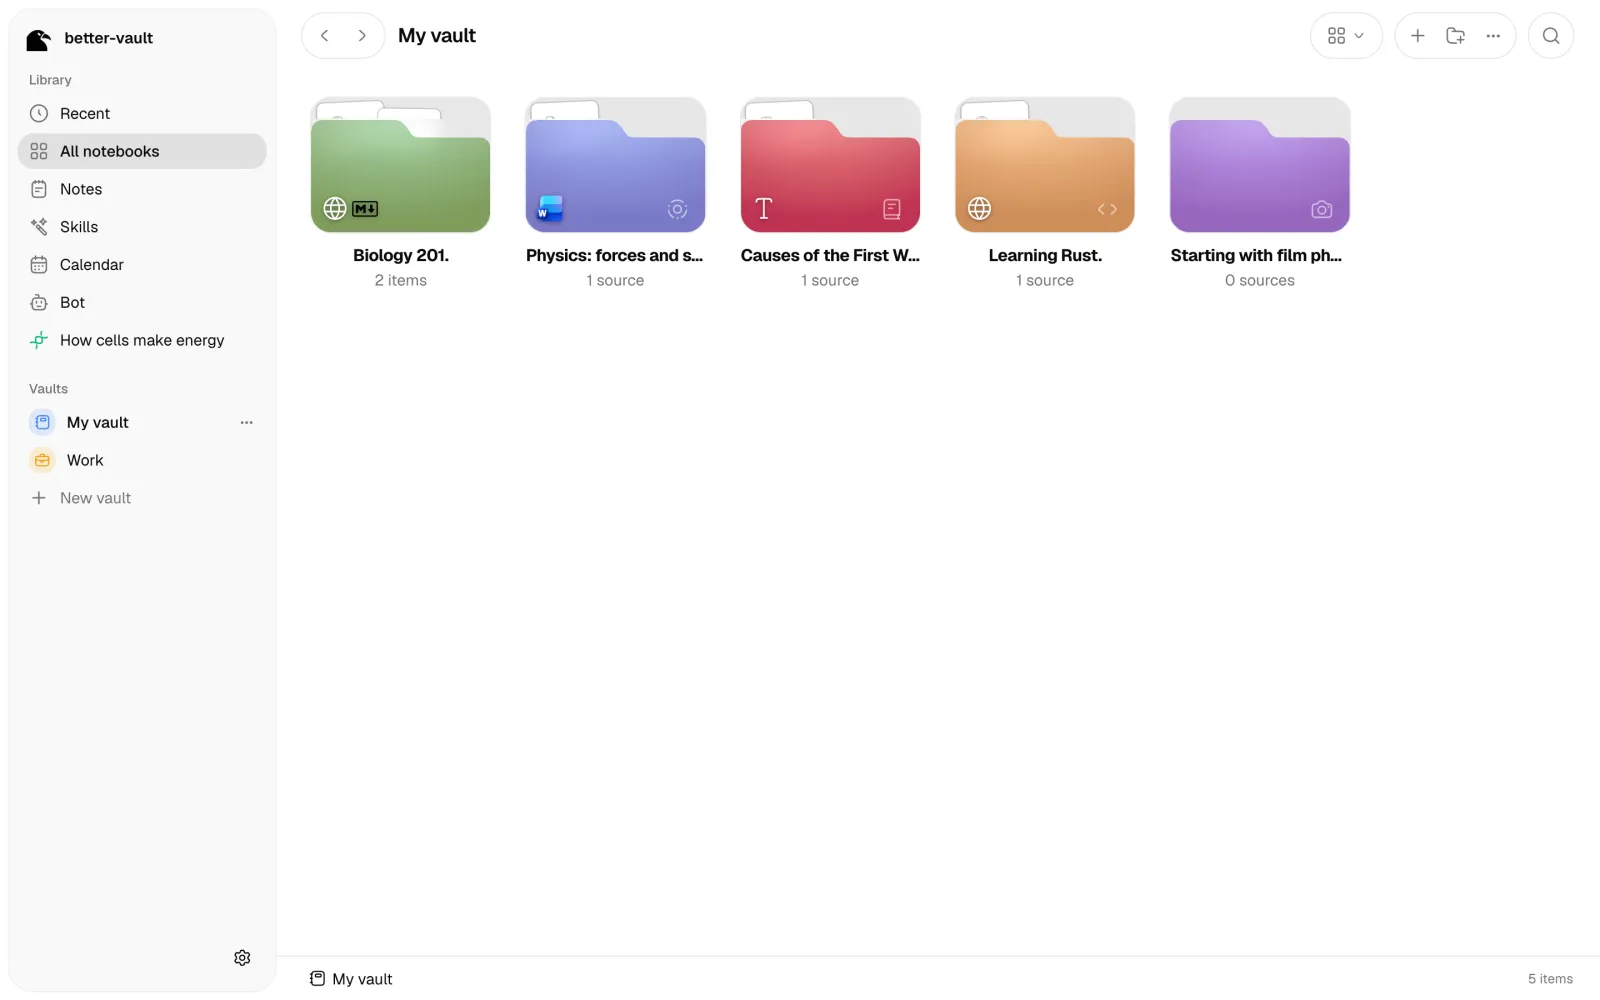 better-vault
Library
Recent
All notebooks
Notes
Skills
Calendar
Bot
How cells make energy
Vaults
My vault
Work
New vault
My vault
Biology 201.
2 items
W
Physics: forces and s...
1 source
T
Causes of the First W...
1 source
Learning Rust.
1 source
Starting with film ph...
0 sources
M
My vault
5 items